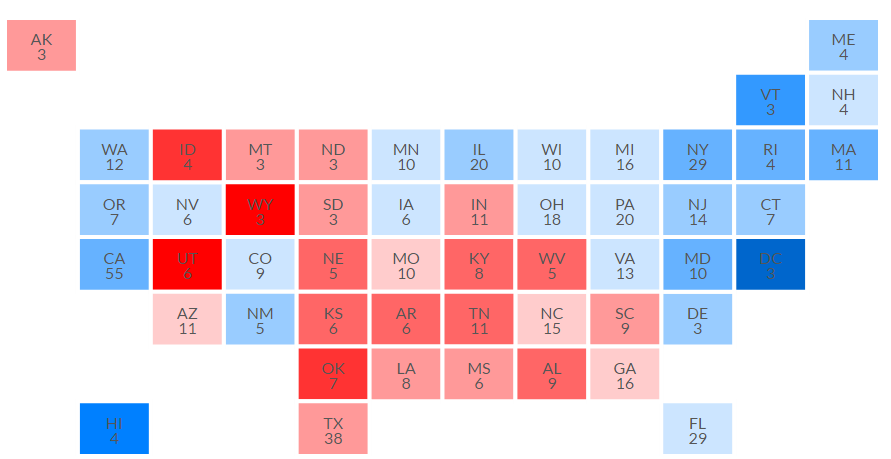 AK
3
ME
4
VT
3
NH
4
WA
12
ID
4
MT
3
ND
3
MN
10
IL
20
WI
10
MI
16
NY
29
RI
4
MA
11
OR
7
NV
6
WY
3
SD
3
IA
6
IN
11
OH
18
PA
20
NJ
14
CT
7
CA
55
UT
6
CO
9
NE
5
MO
10
KY
8
WV
5
VA
13
MD
10
DC
3
AZ
11
NM
5
KS
6
AR
6
TN
11
NC
15
SC
9
DE
3
OK
7
LA
8
MS
6
AL
9
GA
16
HI
4
TX
38
FL
29